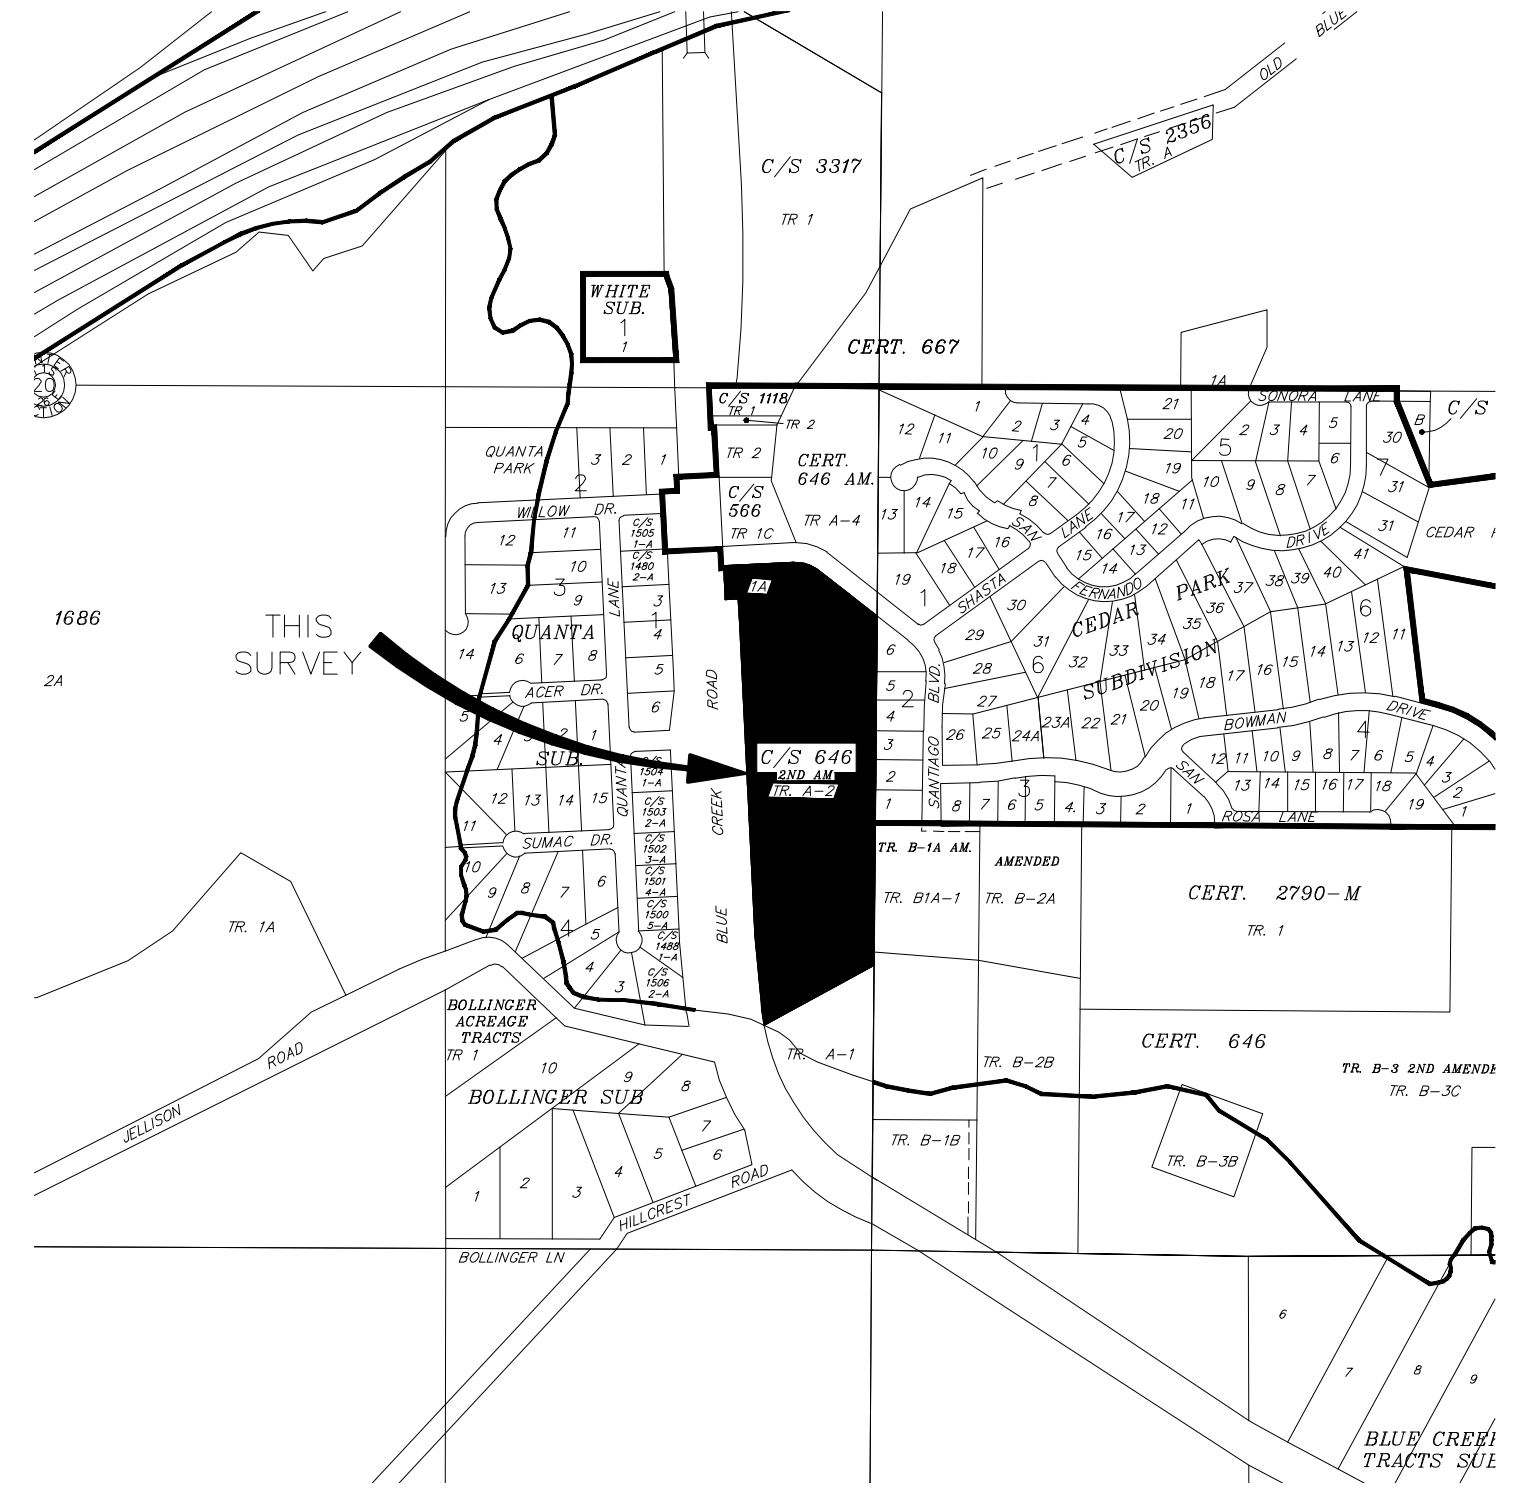 BLUE
OLD
C/S 2356
TR. A
C/S 3317
TR 1
WHITE
SUB.
1
1
CERT. 667
20
1A
SONORA LANE
C/S 1118
TR 1
TR 2
C/S
B
TR 2
CERT.
646 AM.
TR A-4
C/S
566
TR 1C
QUANTA
PARK
3
2
1
2
WILLOW DR.
12
11
10
13
3
9
LANE
QUANTA
14
6
7
8
ACER DR.
5
4
3
2
1
SUB.
QUANTA
12
13
14
15
11
SUMAC DR.
10
9
8
7
6
4
5
4
3
C/S
1505
1-A
C/S
1480
2-A
3
1
4
5
6
C/S
1504
1-A
C/S
1503
2-A
C/S
1502
3-A
C/S
1501
4-A
C/S
1500
5-A
C/S
1488
1-A
C/S
1506
2-A
1686
2A
THIS
SURVEY
1A
ROAD
CREEK
BLUE
C/S 646
2ND AM
TR. A-2
1
2
3
4
5
12
11
10
9
1
6
7
8
13
14
15
16
17
18
19
1
SAN
LANE
SHASTA
21
20
19
18
17
16
15
14
13
12
11
5
2
3
4
5
6
10
9
8
7
30
7
31
31
CEDAR
FERNANDO
DRIVE
CEDAR PARK
SUBDIVISION
41
40
39
38
37
36
35
34
33
32
31
30
29
28
27
6
6
26
25
24A
23A
22
21
20
19
18
17
16
15
14
13
12
11
6
5
2
4
3
2
1
SANTIAGO BLVD.
BOWMAN DRIVE
SAN
ROSA LANE
3
8
7
6
5
4.
3
2
1
4
12
11
10
9
8
7
6
5
4
3
2
1
13
14
15
16
17
18
19
TR. B-1A AM.
AMENDED
TR. B1A-1
TR. B-2A
CERT. 2790-M
TR. 1
TR. 1A
CERT. 646
TR. A-1
TR. B-2B
TR. B-3 2ND
TR. B-3C
TR. B-1B
TR. B-3B
BOLLINGER
ACREAGE
TRACTS
TR 1
BOLLINGER SUB
10
9
8
7
6
5
4
3
2
1
JELLISON ROAD
HILLCREST ROAD
BOLLINGER LN
6
7
8
9
BLUE
TRACTS